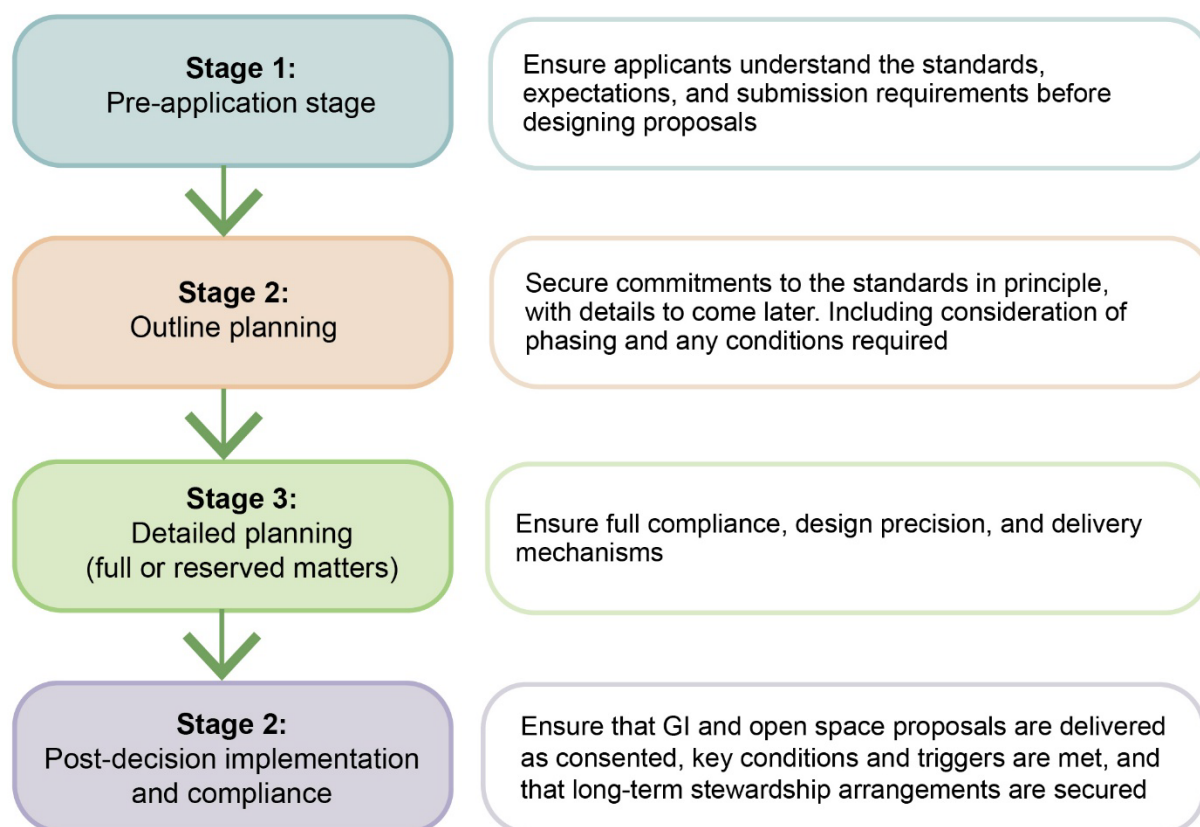 Stage 1:
Pre-application stage
Ensure applicants understand the standards,
expectations, and submission requirements before
designing proposals
Stage 2:
Outline planning
Secure commitments to the standards in principle,
with details to come later. Including consideration of
phasing and any conditions required
Stage 3:
Detailed planning
(full or reserved matters)
Ensure full compliance, design precision, and delivery
mechanisms
Stage 2:
Post-decision implementation
and compliance
Ensure that GI and open space proposals are delivered
as consented, key conditions and triggers are met, and
that long-term stewardship arrangements are secured